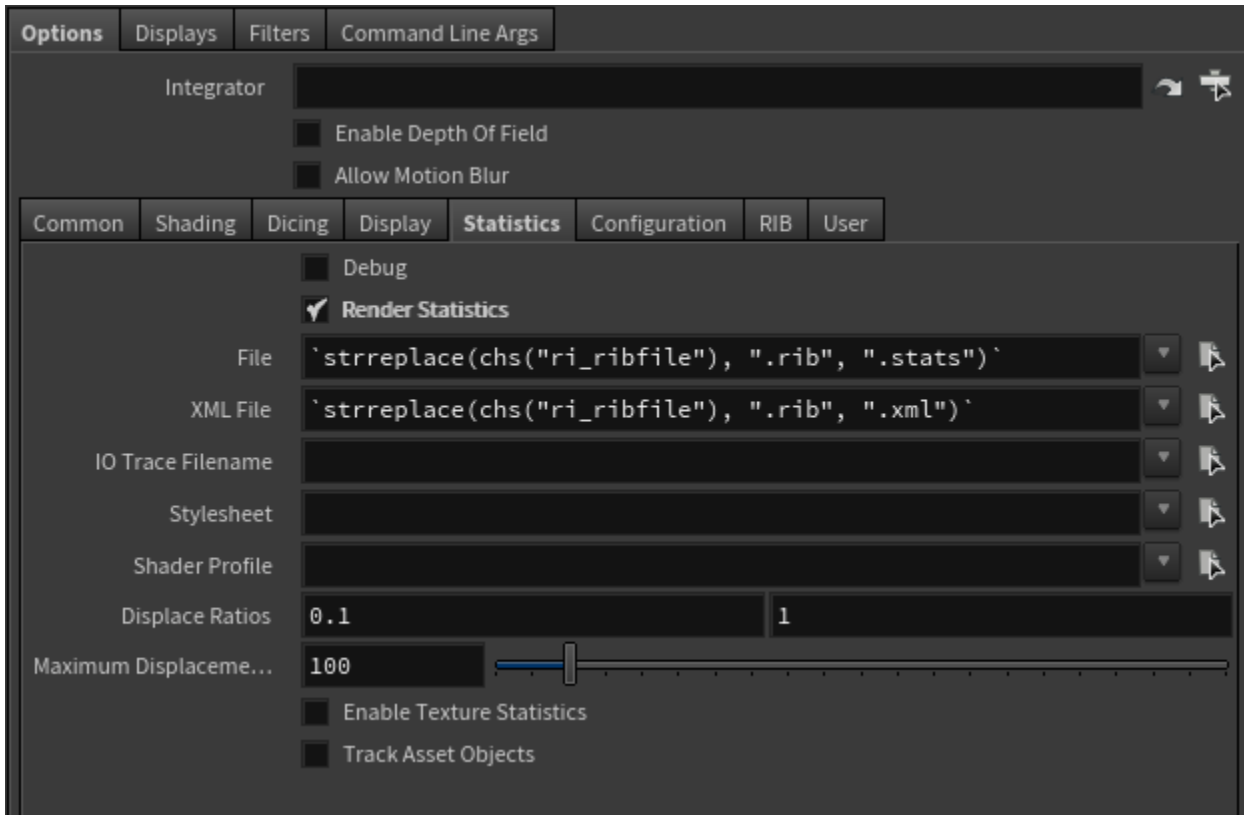 Options Displays Filters Command Line Args
Integrator
Enable Depth Of Field
Allow Motion Blur
Common Shading Dicing Display Statistics Configuration RIB User
Debug
Render Statistics
File `strreplace(chs("ri_ribfile"), ".rib", ".stats")`
XML File `strreplace(chs("ri_ribfile"), ".rib", ".xml")`
IO Trace Filename
Stylesheet
Shader Profile
Displace Ratios 0.1 1
Maximum Displaceme... 100
Enable Texture Statistics
Track Asset Objects